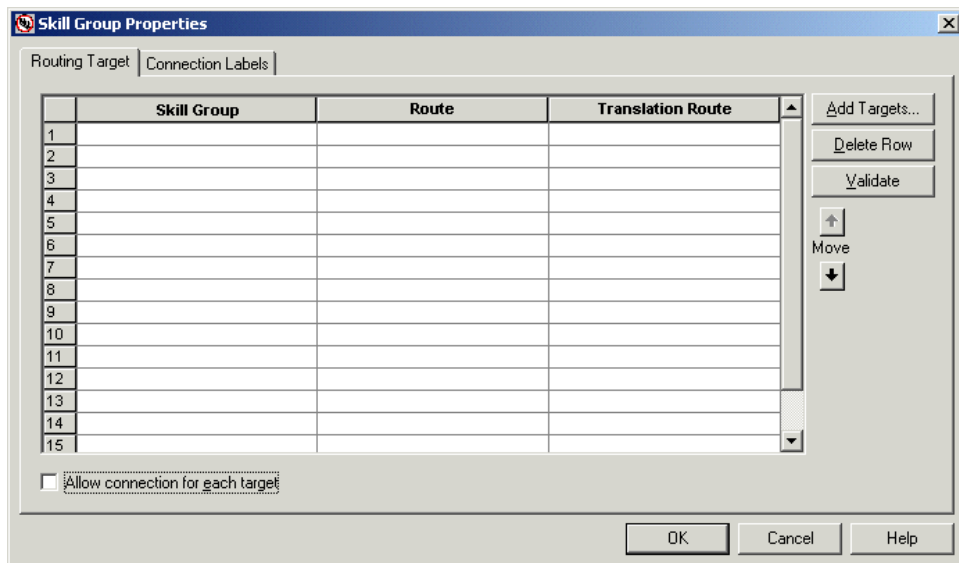 Skill Group Properties
Routing Target
Connection Labels
Skill Group Route Translation Route
1
2
3
4
5
6
7
8
9
10
11
12
13
14
15
Add Targets...
Delete Row
Validate
Move
Allow connection for each target
OK Cancel Help